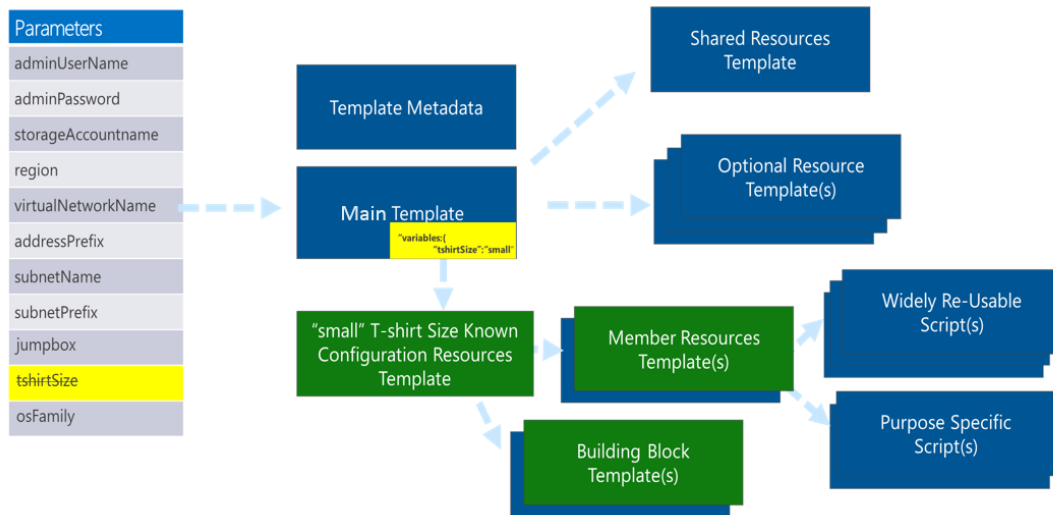 Parameters
adminUserName
adminPassword
storageAccountname
region
virtualNetworkName
addressPrefix
subnetName
subnetPrefix
jumpbox
tshirtSize
osFamily
Template Metadata
Main Template
"variables:{
"tshirtSize":"small"
"small" T-shirt Size Known
Configuration Resources
Template
Shared Resources
Template
Optional Resource
Template(s)
Member Resources
Template(s)
Building Block
Template(s)
Widely Re-Usable
Script(s)
Purpose Specific
Script(s)